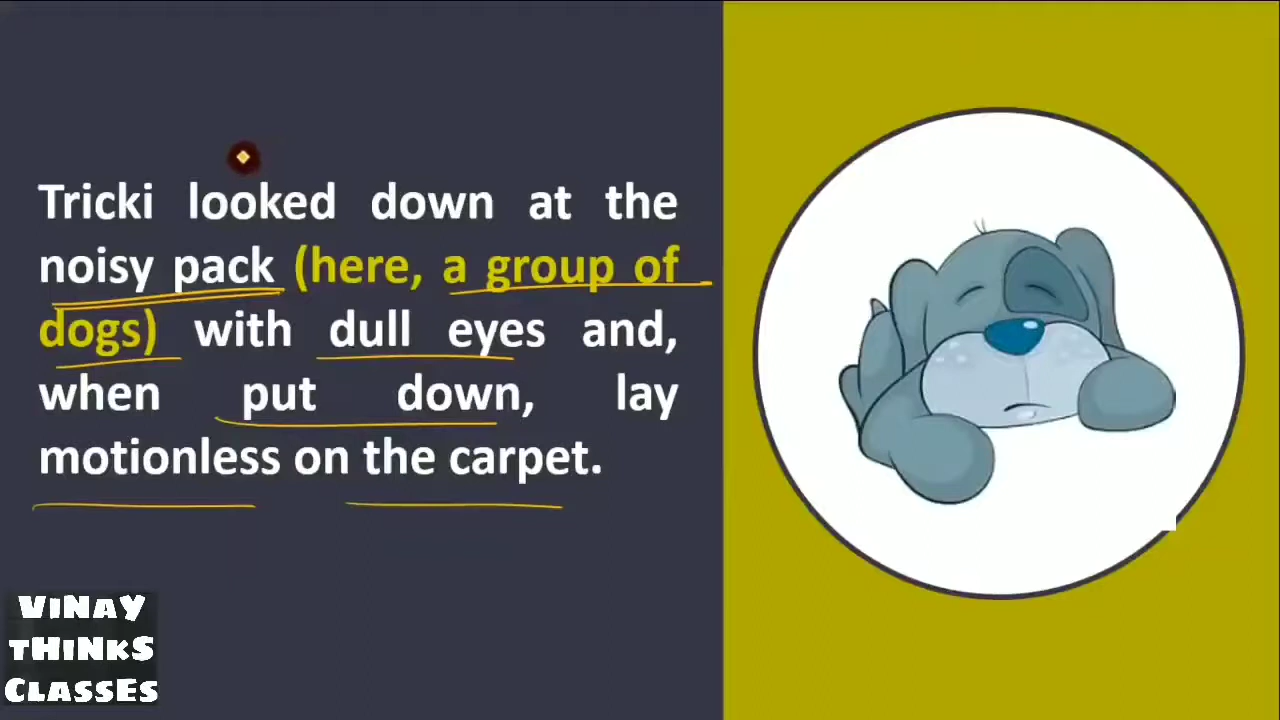 Tricki looked down at the
noisy pack (here, a group of
dogs) with dull eyes and,
when put down, lay
motionless on the carpet.
VINAY
THINKS
CLASSES